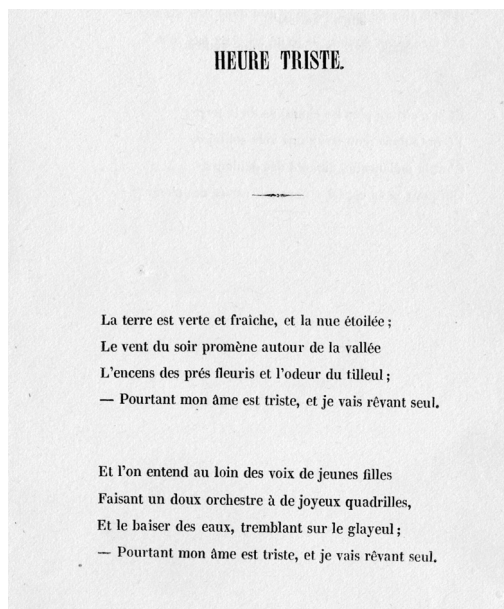 HEURE TRISTE.
La terre est verte et fraîche, et la nue étoilée ;
Le vent du soir promène autour de la vallée
L'encens des prés fleuris et l'odeur du tilleul ;
— Pourtant mon âme est triste, et je vais rêvant seul.
Et l'on entend au loin des voix de jeunes filles
Faisant un doux orchestre à de joyeux quadrilles,
Et le baiser des eaux, tremblant sur le glayeul ;
— Pourtant mon âme est triste, et je vais rêvant seul.